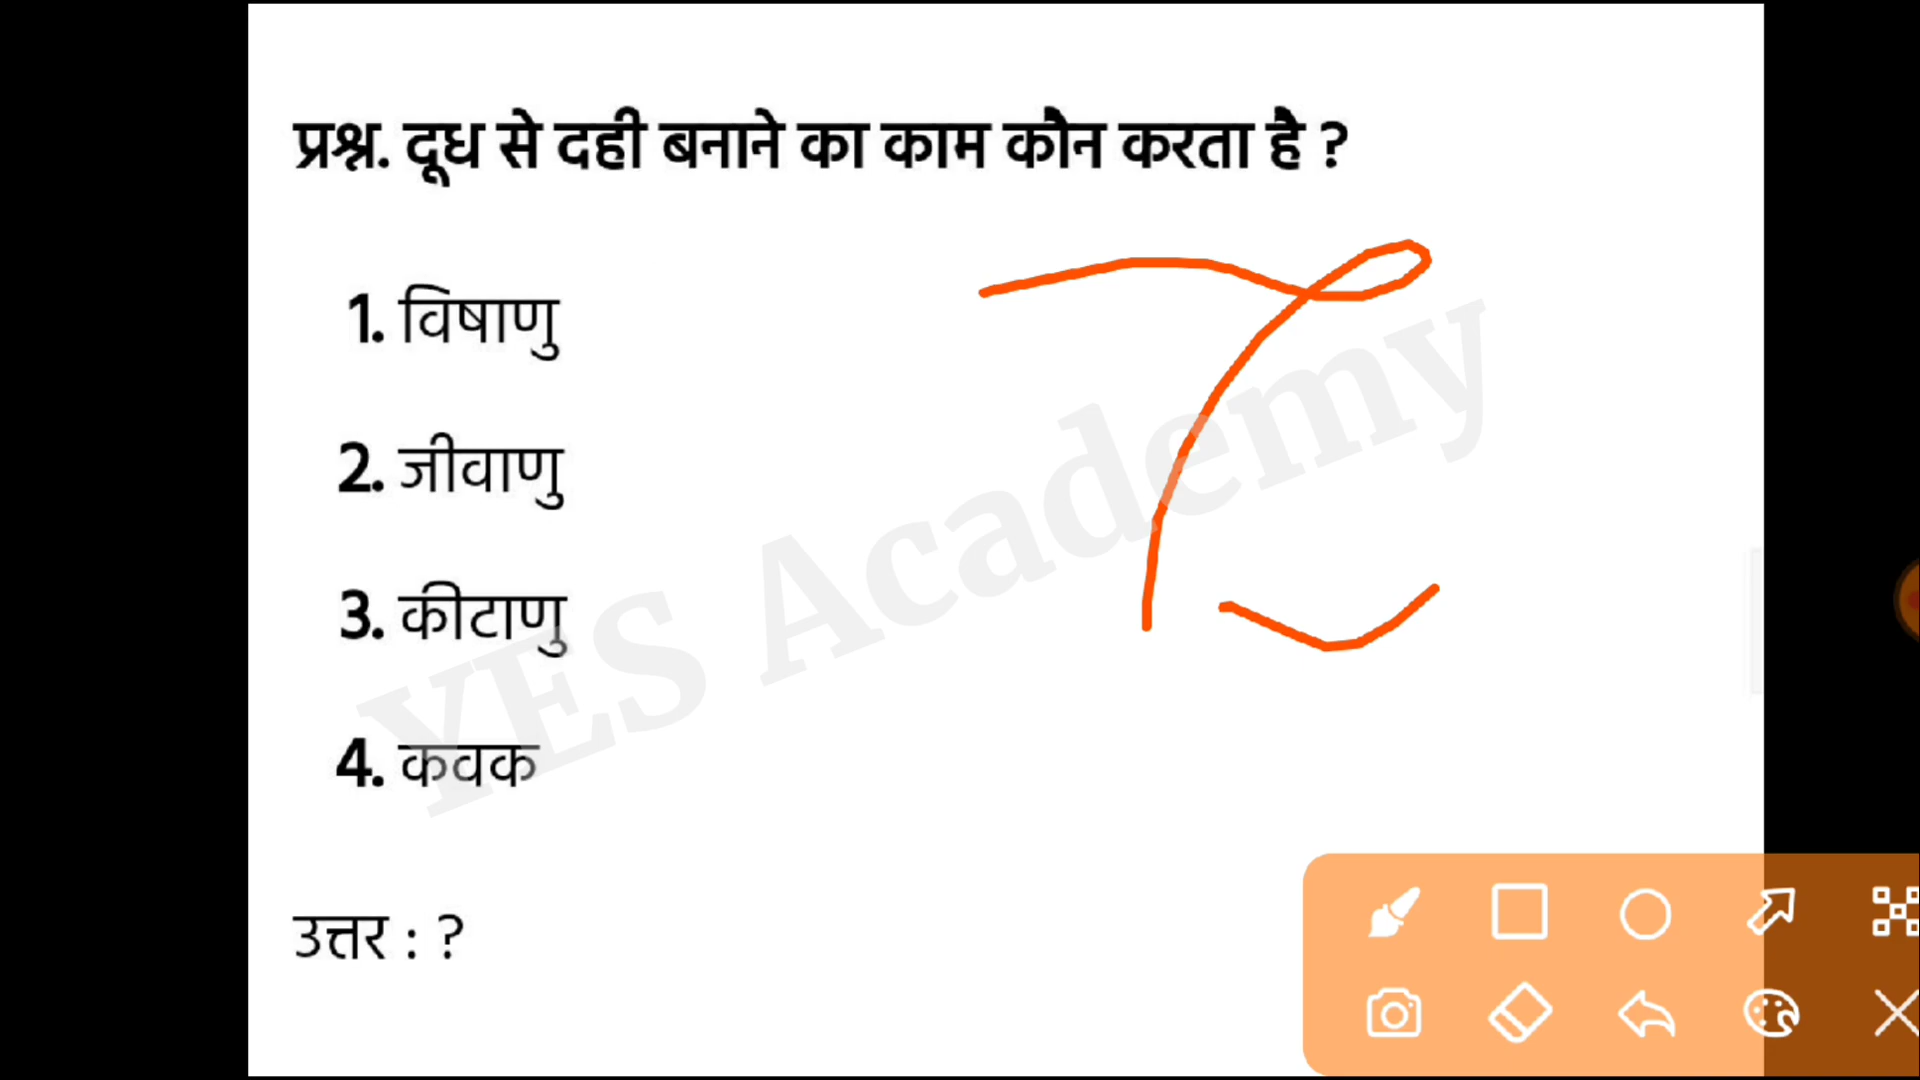 प्रश्न. दूध से दही बनाने का काम कौन करता है ?
1. विषाणु
2. जीवाणु
3. कीटाणु
4. कवक
उत्तर : ?
YES Academy